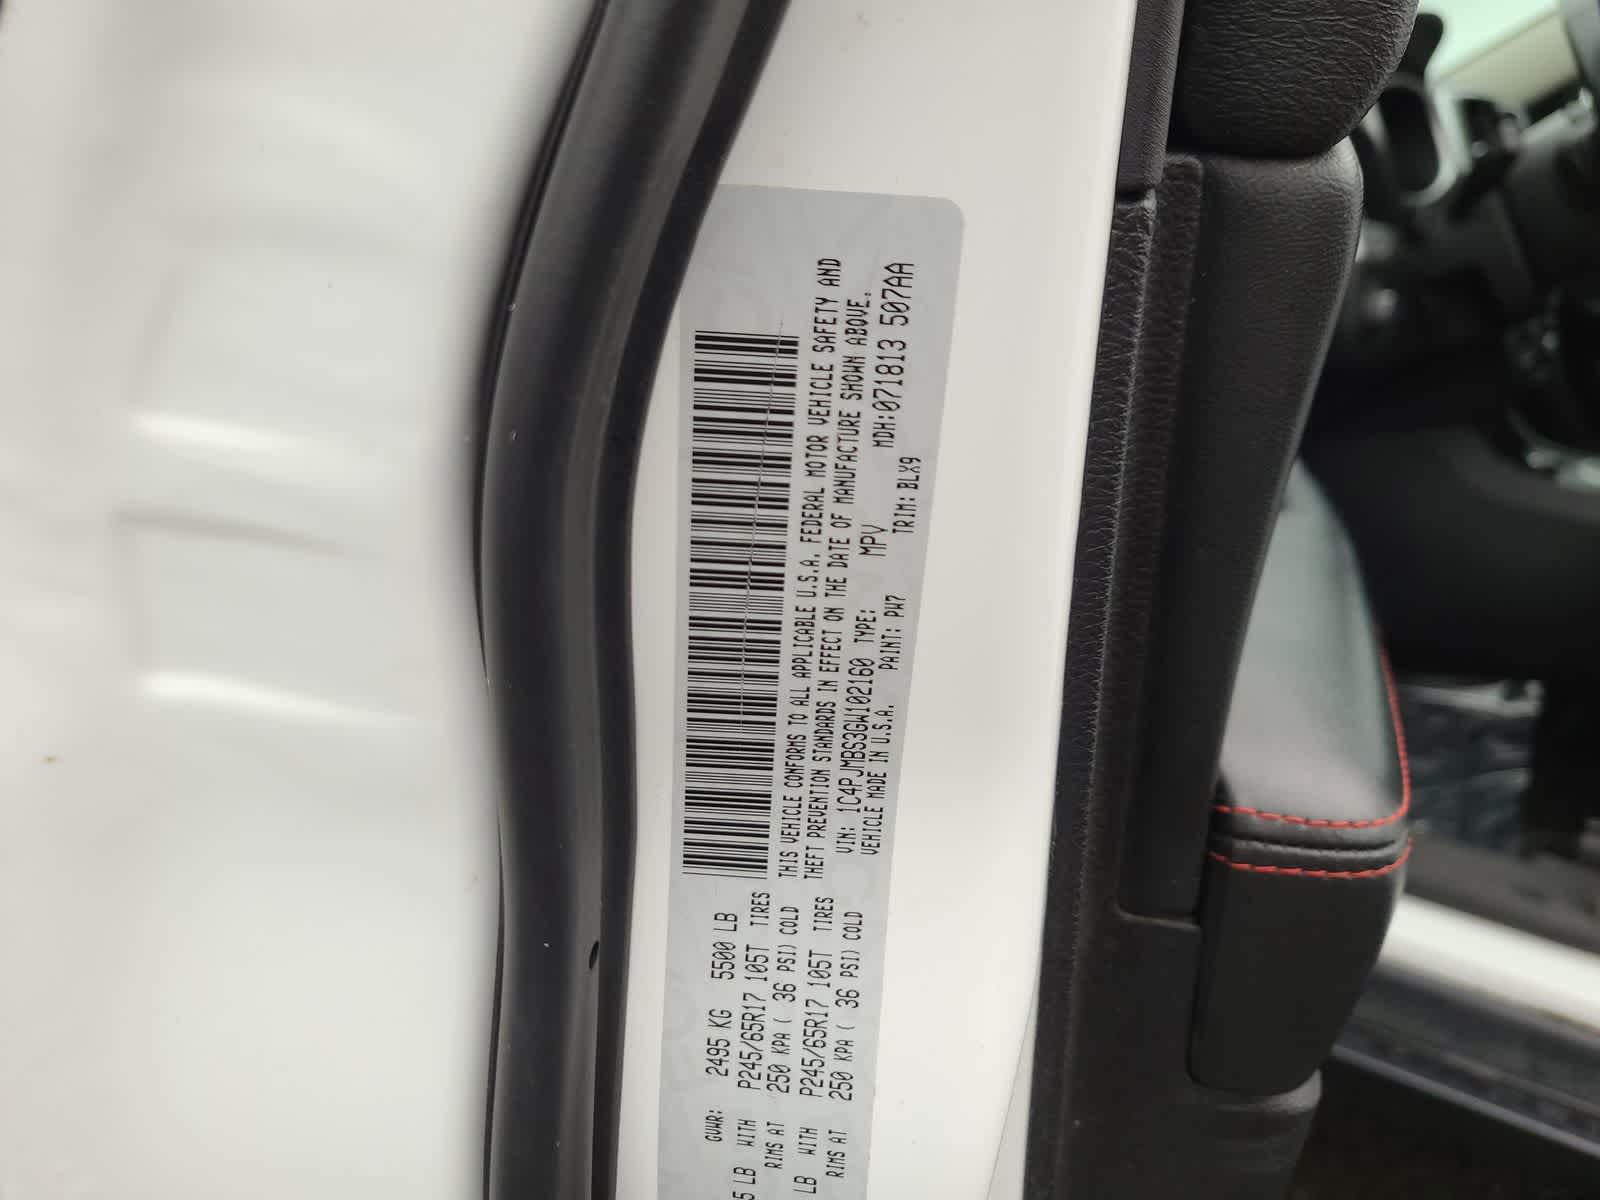 GVWR: 2495 KG 5500 LB
5 LB WITH P245/65R17 105T TIRES
RIMS AT 250 KPA ( 36 PSI) COLD
LB WITH P245/65R17 105T TIRES
RIMS AT 250 KPA ( 36 PSI) COLD
THIS VEHICLE CONFORMS TO ALL APPLICABLE U.S.A. FEDERAL MOTOR VEHICLE SAFETY AND
THEFT PREVENTION STANDARDS IN EFFECT ON THE DATE OF MANUFACTURE SHOWN ABOVE.
VIN: 1C4PJMBS3GW102160 TYPE: MPV MDH:071813 507AA
VEHICLE MADE IN U.S.A. PAINT: PW7 TRIM: BLX9